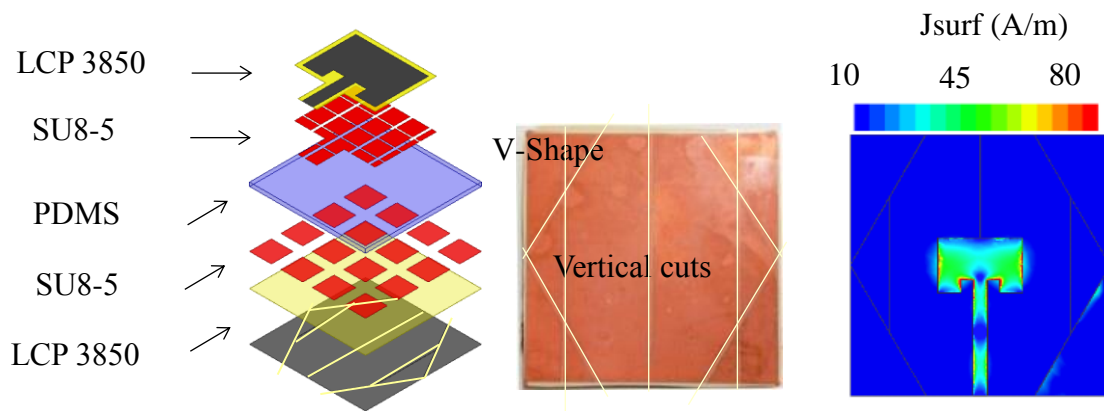 LCP 3850
SU8-5
PDMS
SU8-5
LCP 3850
V-Shape
Vertical cuts
Jsurf (A/m)
10 45 80